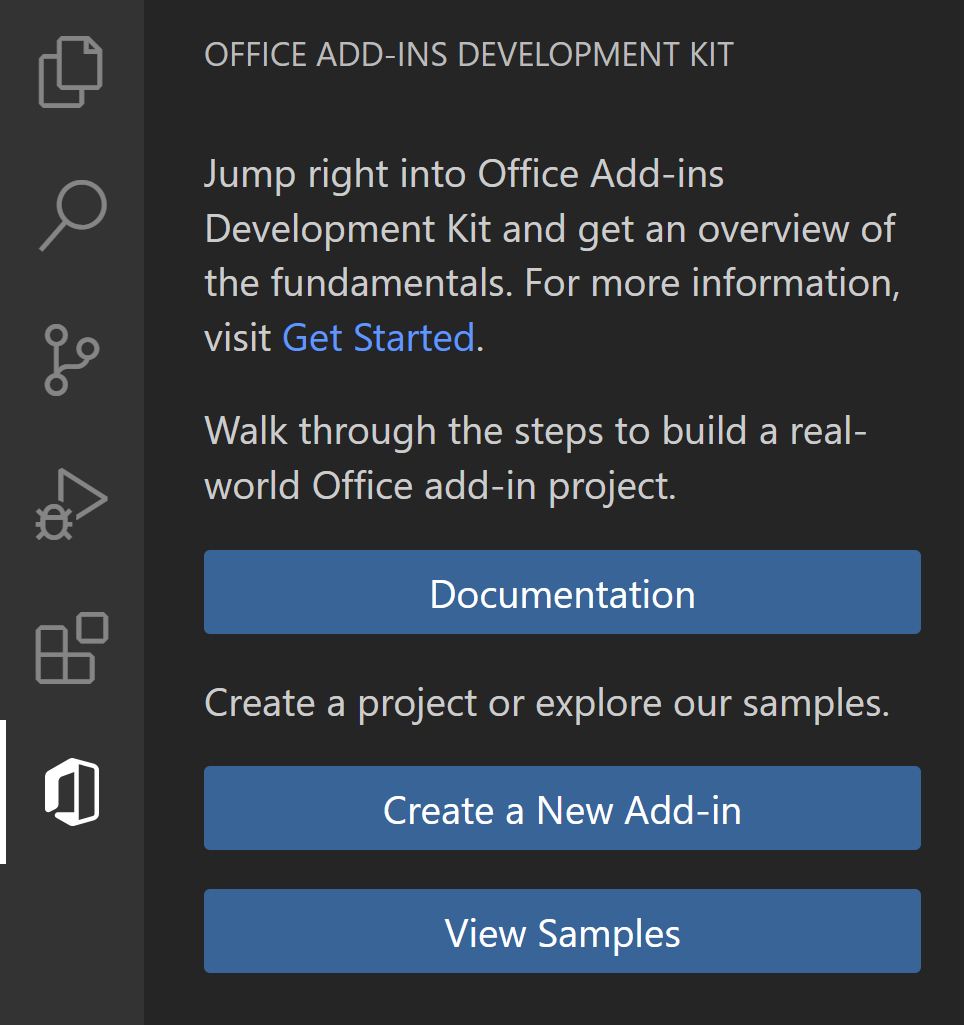 OFFICE ADD-INS DEVELOPMENT KIT
Jump right into Office Add-ins
Development Kit and get an overview of
the fundamentals. For more information,
visit Get Started.
Walk through the steps to build a real-
world Office add-in project.
Documentation
Create a project or explore our samples.
Create a New Add-in
View Samples